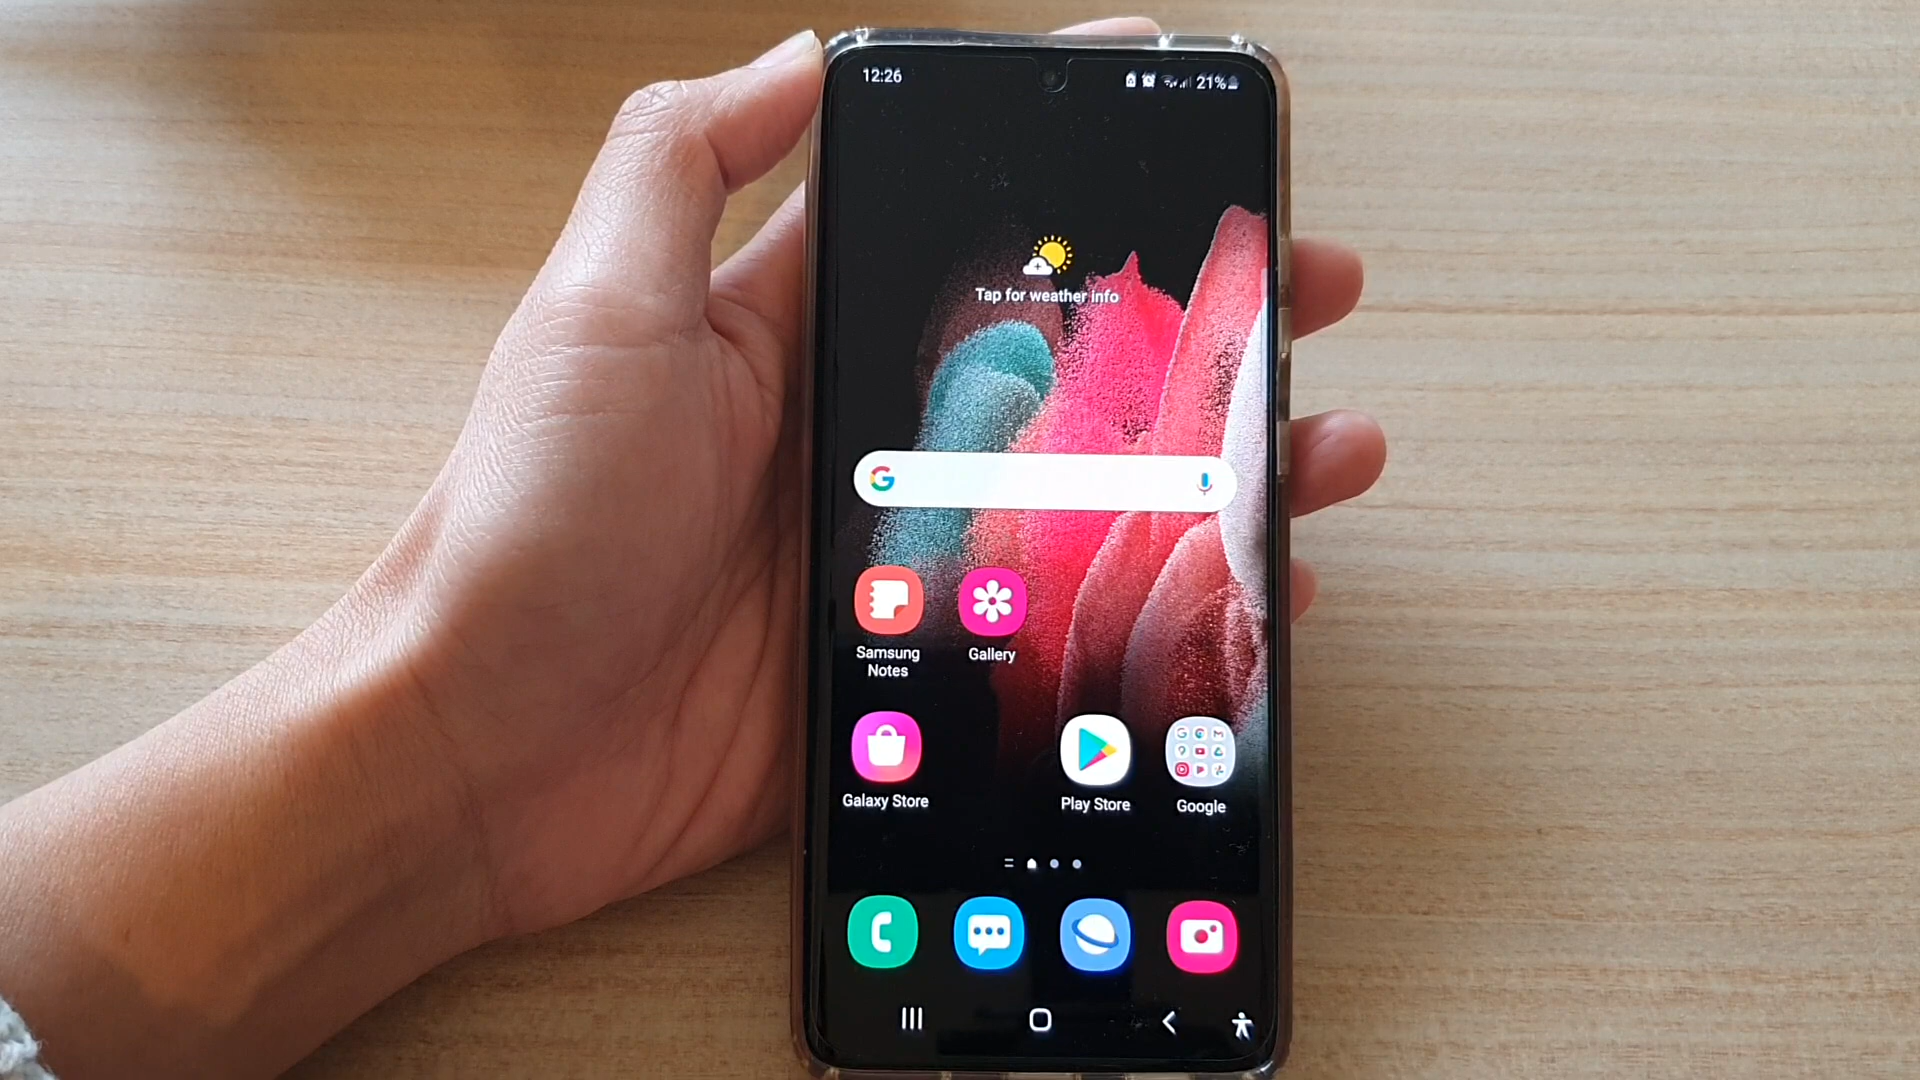 12:26
21%
Tap for weather info
G
Samsung
Notes
Gallery
Galaxy Store
Play Store
Google